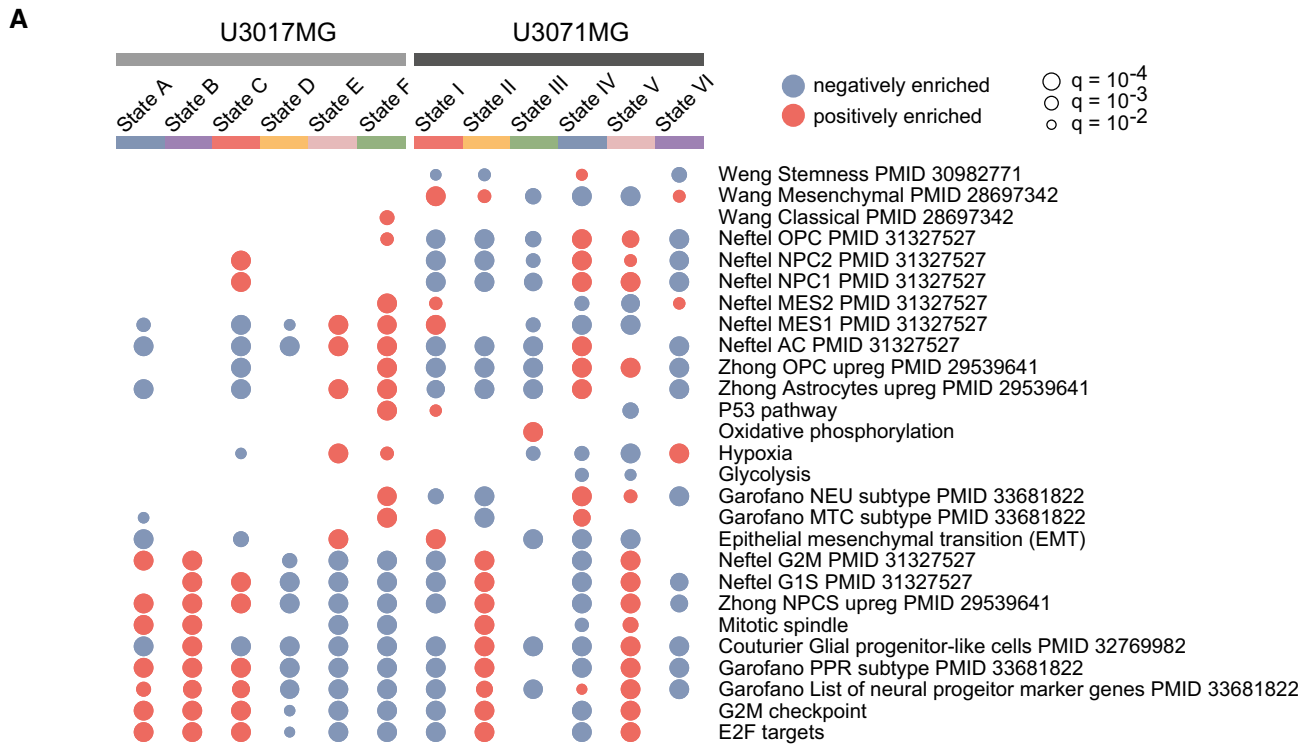 A
U3017MG
U3071MG
State A
State B
State C
State D
State E
State F
State I
State II
State III
State IV
State V
State VI
negatively enriched
positively enriched
q = 10-4
q = 10-3
q = 10-2
Weng Stemness PMID 30982771
Wang Mesenchymal PMID 28697342
Wang Classical PMID 28697342
Neftel OPC PMID 31327527
Neftel NPC2 PMID 31327527
Neftel NPC1 PMID 31327527
Neftel MES2 PMID 31327527
Neftel MES1 PMID 31327527
Neftel AC PMID 31327527
Zhong OPC upreg PMID 29539641
Zhong Astrocytes upreg PMID 29539641
P53 pathway
Oxidative phosphorylation
Hypoxia
Glycolysis
Garofano NEU subtype PMID 33681822
Garofano MTC subtype PMID 33681822
Epithelial mesenchymal transition (EMT)
Neftel G2M PMID 31327527
Neftel G1S PMID 31327527
Zhong NPCS upreg PMID 29539641
Mitotic spindle
Couturier Glial progenitor-like cells PMID 32769982
Garofano PPR subtype PMID 33681822
Garofano List of neural progeitor marker genes PMID 33681822
G2M checkpoint
E2F targets